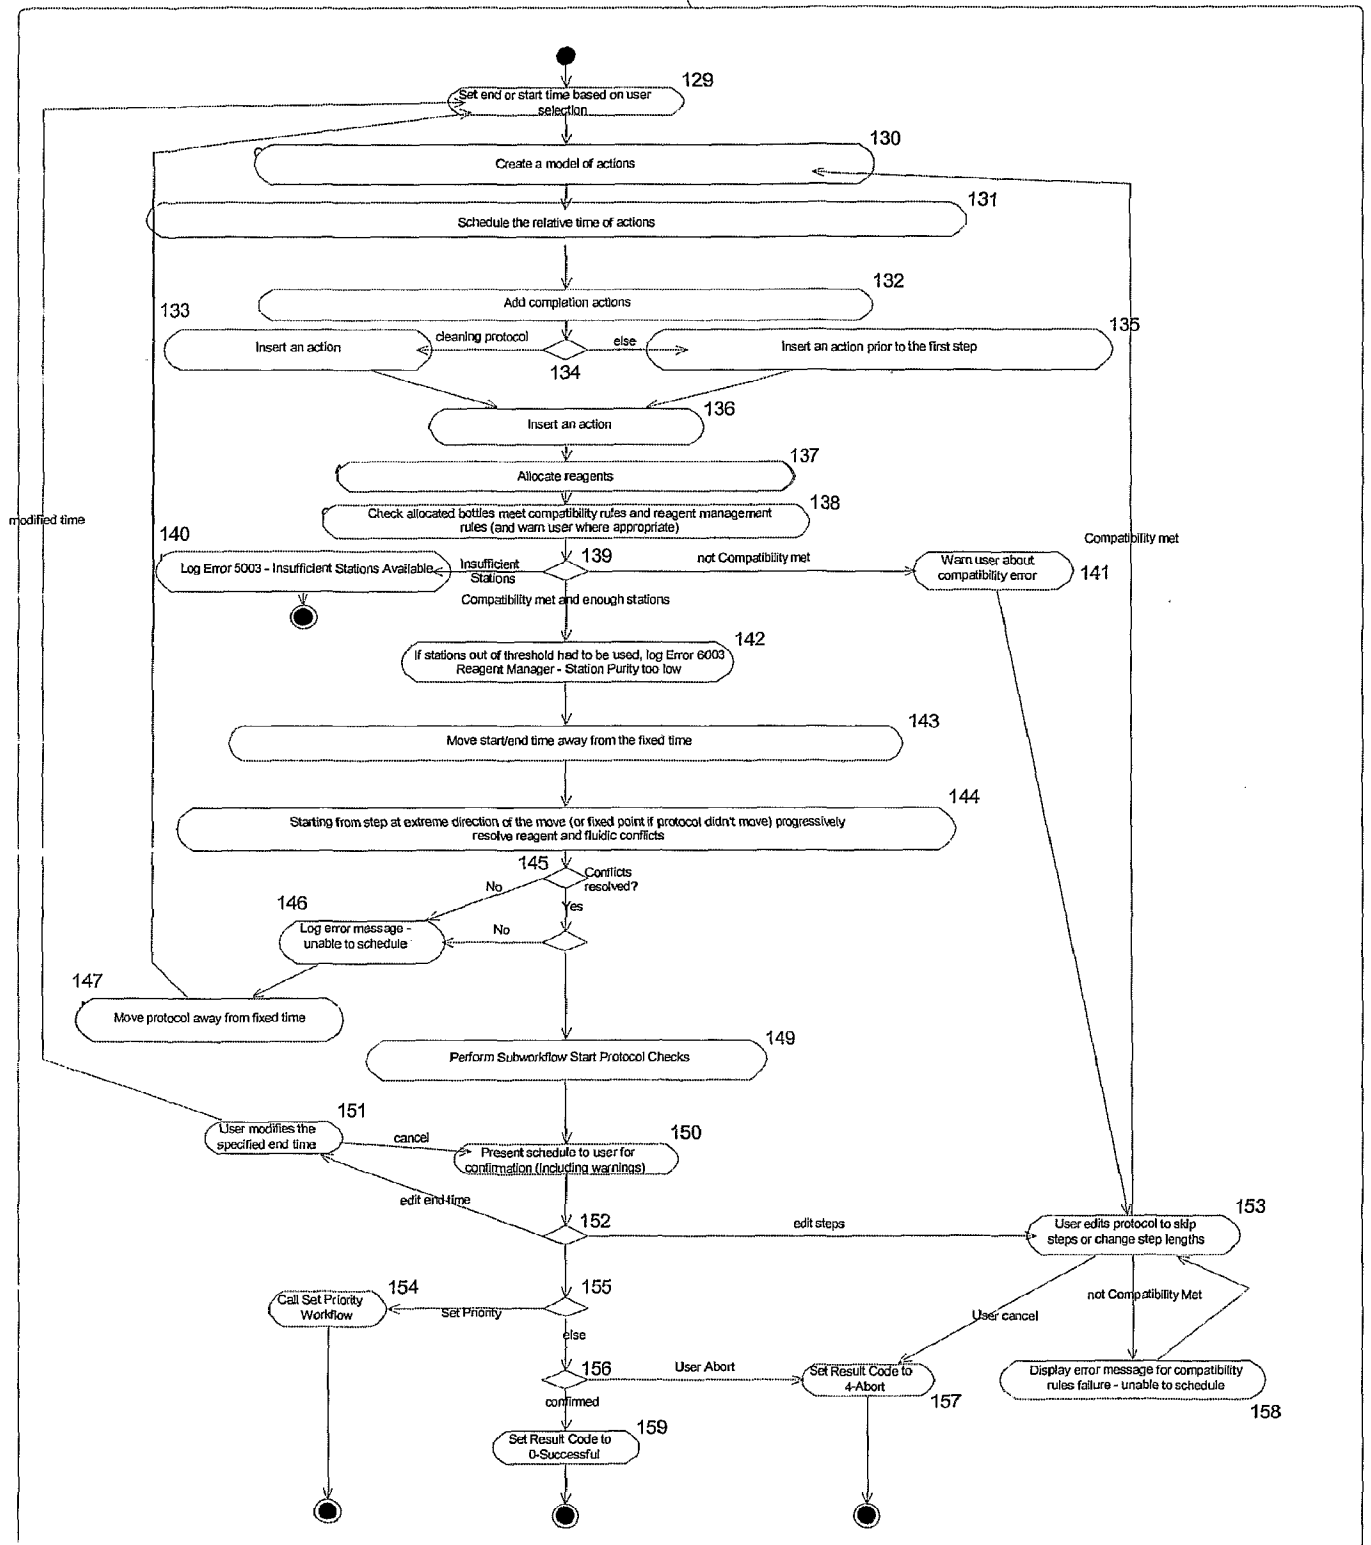 129
Set end or start time based on user
selection
130
Create a model of actions
131
Schedule the relative time of actions
132
Add completion actions
133
Insert an action
cleaning protocol
134
else
135
Insert an action prior to the first step
136
Insert an action
137
Allocate reagents
138
Check allocated bottles meet compatibility rules and reagent management
rules (and warn user where appropriate)
modified time
140
Log Error 5003 - Insufficient Stations Available
Insufficient
Stations
139
not Compatibility met
Warn user about
compatibility error
141
Compatibility met
Compatibility met and enough stations
142
If stations out of threshold had to be used, log Error 6003
Reagent Manager - Station Purity too low
143
Move start/end time away from the fixed time
144
Starting from step at extreme direction of the move (or fixed point if protocol didn't move) progressively
resolve reagent and fluidic conflicts
145
Conflicts
resolved?
No
Yes
146
Log error message -
unable to schedule
No
147
Move protocol away from fixed time
149
Perform Subworkflow Start Protocol Checks
151
User modifies the
specified end time
cancel
150
Present schedule to user for
confirmation (including warnings)
edit end time
152
edit steps
153
User edits protocol to skip
steps or change step lengths
154
Call Set Priority
Workflow
Set Priority
155
else
User cancel
not Compatibility Met
156
User Abort
confirmed
Set Result Code to
4-Abort
157
Display error message for compatibility
rules failure - unable to schedule
158
159
Set Result Code to
0-Successful